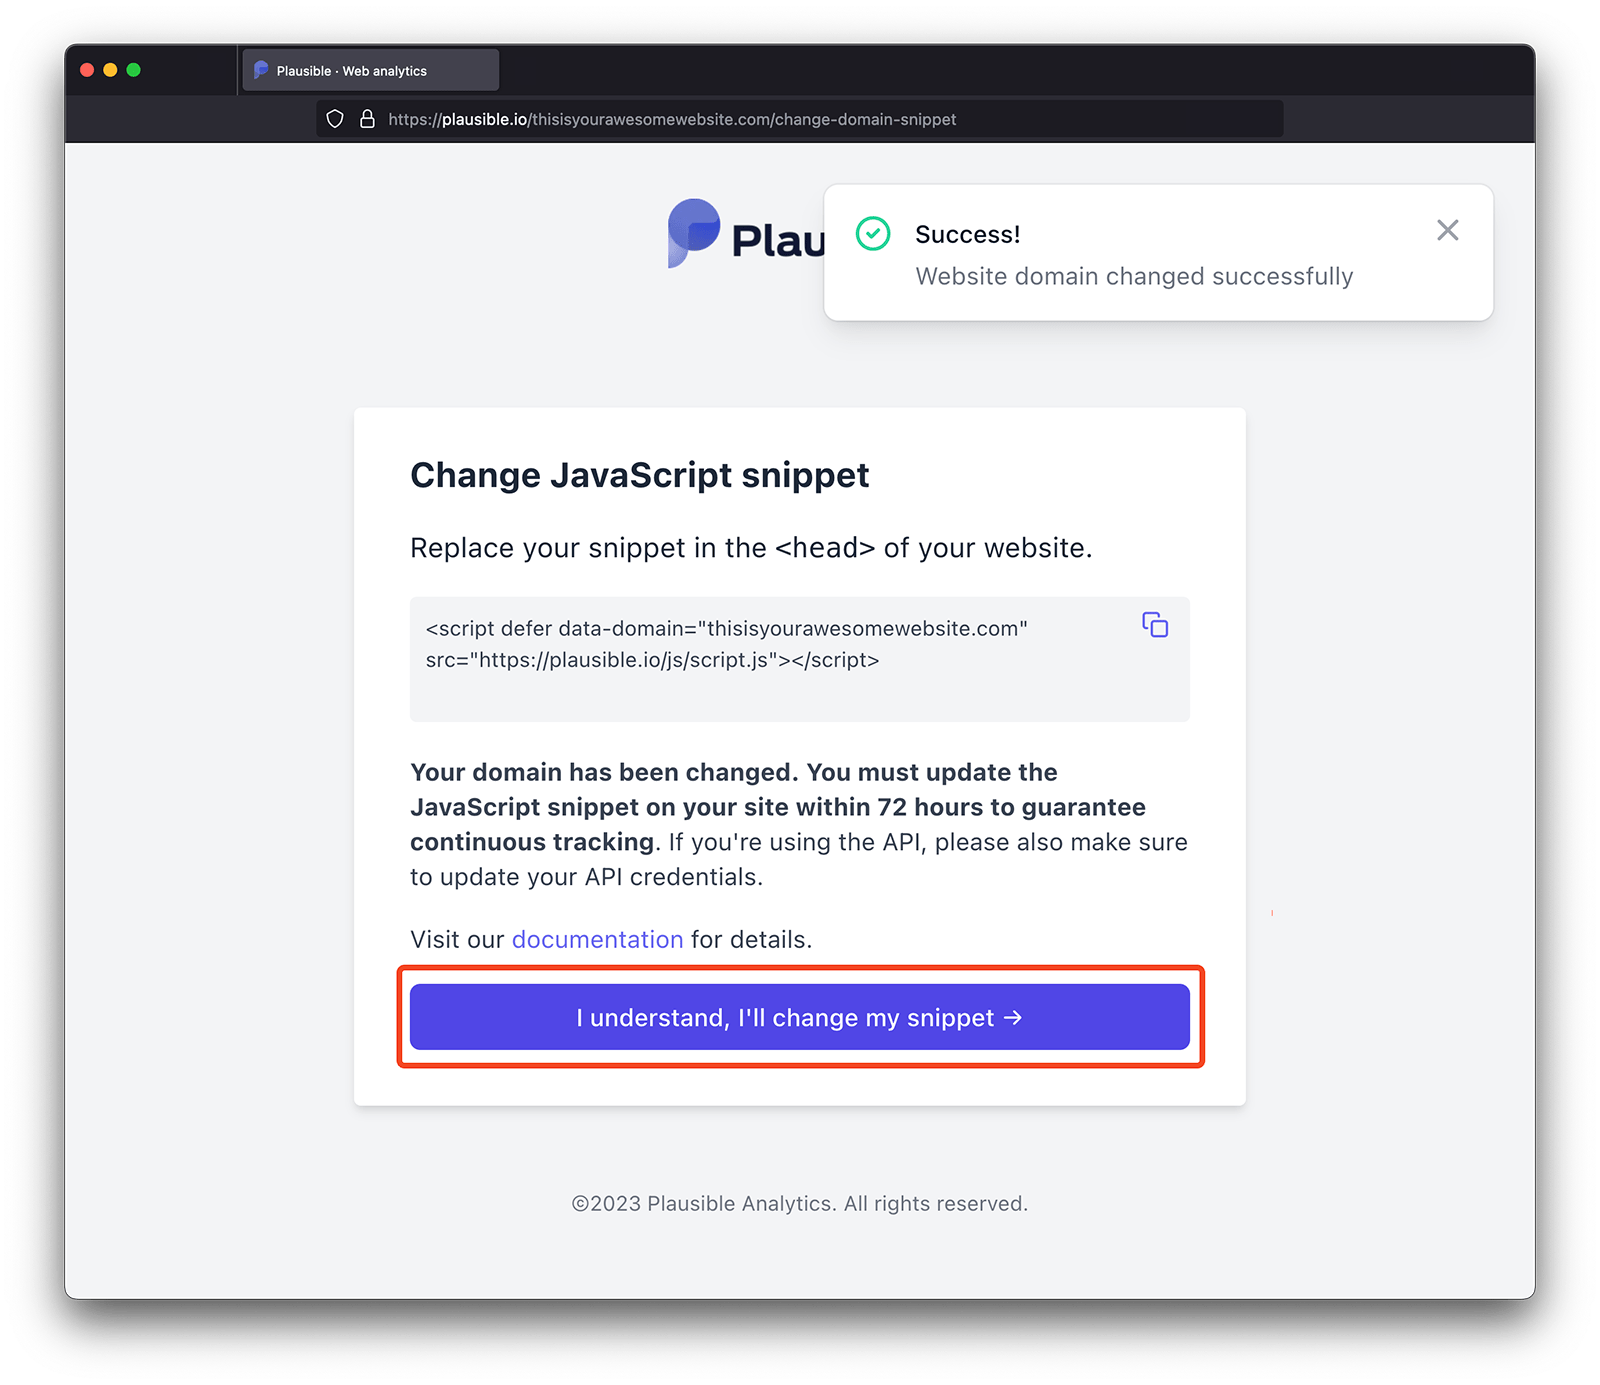 Plausible · Web analytics
https://plausible.io/thisisyourawesomewebsite.com/change-domain-snippet
Plau
Success!
Website domain changed successfully
Change JavaScript snippet
Replace your snippet in the <head> of your website.
<script defer data-domain="thisisyourawesomewebsite.com"
src="https://plausible.io/js/script.js"></script>
Your domain has been changed. You must update the
JavaScript snippet on your site within 72 hours to guarantee
continuous tracking. If you're using the API, please also make sure
to update your API credentials.
Visit our documentation for details.
I understand, I'll change my snippet →
©2023 Plausible Analytics. All rights reserved.